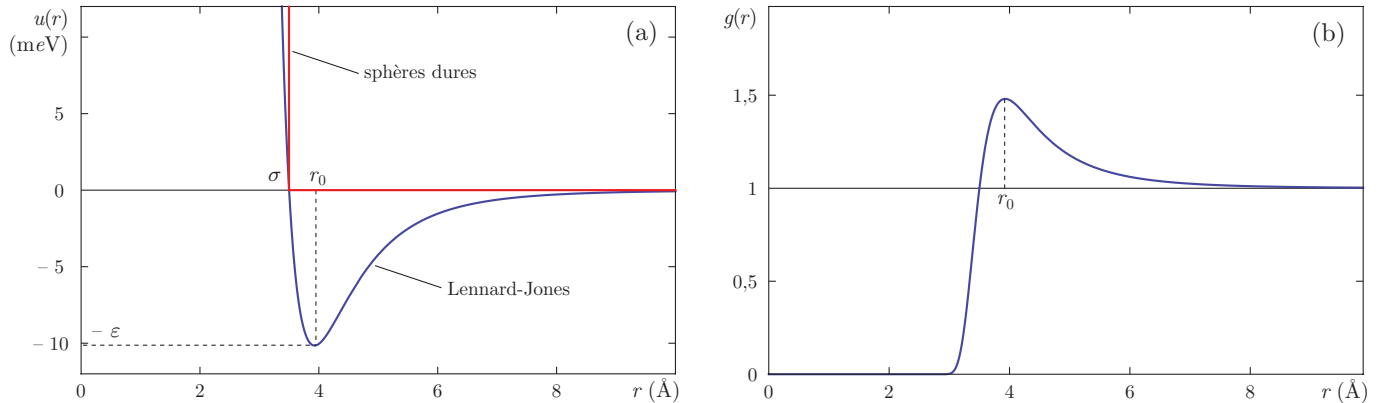 u(r)
(meV)
(a)
sphères dures
5
σ
r₀
0
– 5
Lennard-Jones
– ε
– 10
0
2
4
6
8
r (Å)
g(r)
(b)
1,5
1
r₀
0,5
0
0
2
4
6
8
r (Å)